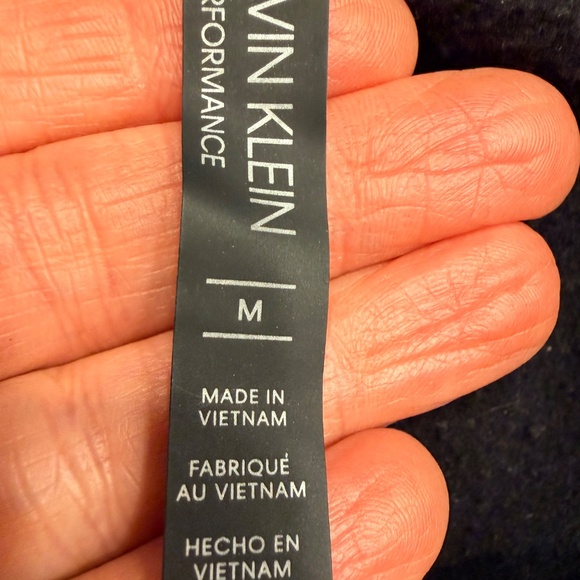 VIN KLEIN
RFORMANCE
M
MADE IN
VIETNAM
FABRIQUÉ
AU VIETNAM
HECHO EN
VIETNAM